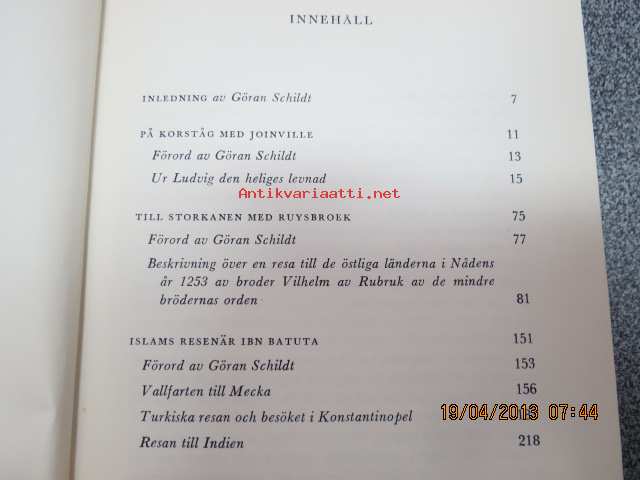 INNEHÅLL
INLEDNING av Göran Schildt 7
PÅ KORSTÅG MED JOINVILLE 11
Förord av Göran Schildt 13
Ur Ludvig den heliges levnad 15
Antikvariaatti.net
TILL STORKANEN MED RUYSBROEK 75
Förord av Göran Schildt 77
Beskrivning över en resa till de östliga länderna i Nådens
år 1253 av broder Vilhelm av Rubruk av de mindre
brödernas orden 81
ISLAMS RESENÄR IBN BATUTA 151
Förord av Göran Schildt 153
Vallfarten till Mecka 156
Turkiska resan och besöket i Konstantinopel
19/04/2013 07:44
Resan till Indien 218